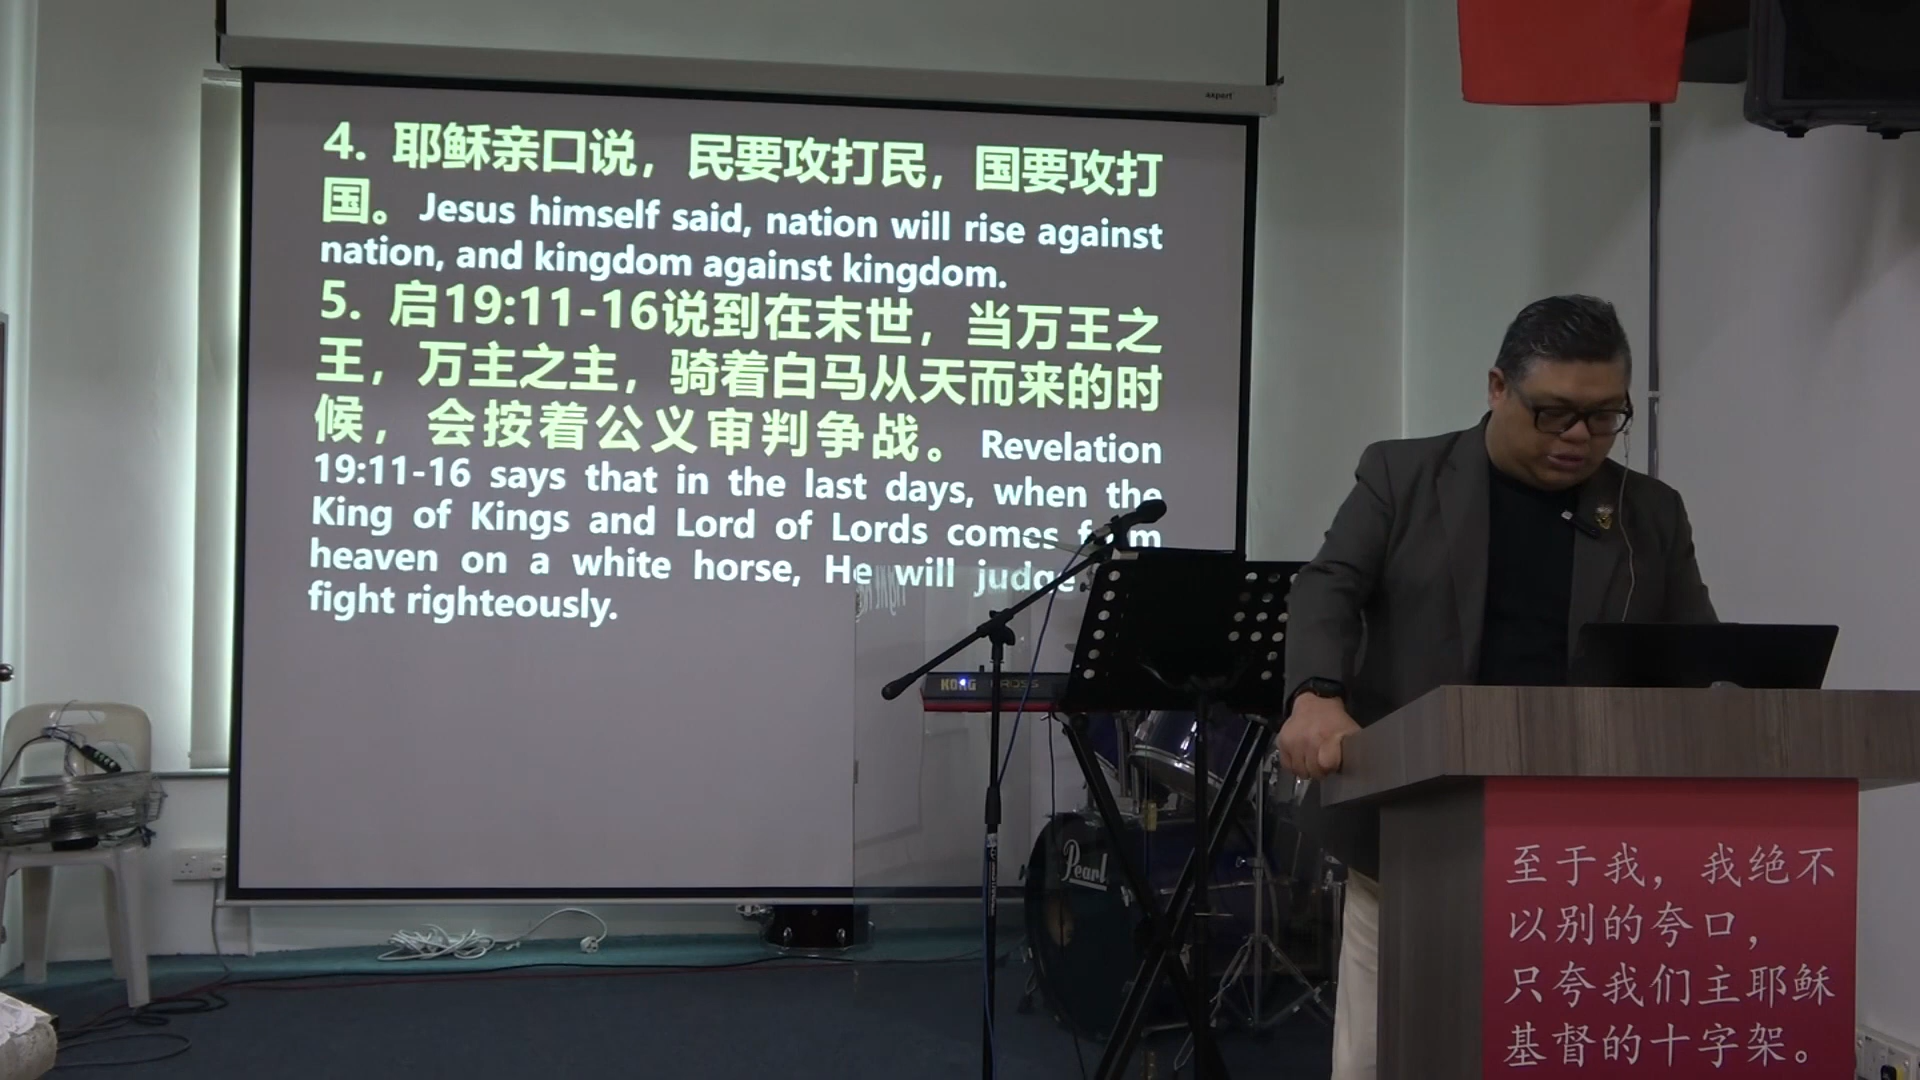 4. 耶稣亲口说，民要攻打民，国要攻打
国。 Jesus himself said, nation will rise against
nation, and kingdom against kingdom.
5. 启19:11-16说到在末世，当万王之
王，万主之主，骑着白马从天而来的时
候，会按着公义审判争战。 Revelation
19:11-16 says that in the last days, when the
King of Kings and Lord of Lords comes
heaven on a white horse, He will judge
fight righteously.
KORG KROSS
Pearl
至于我，我绝不
以别的夸口，
只夸我们主耶稣
基督的十字架。